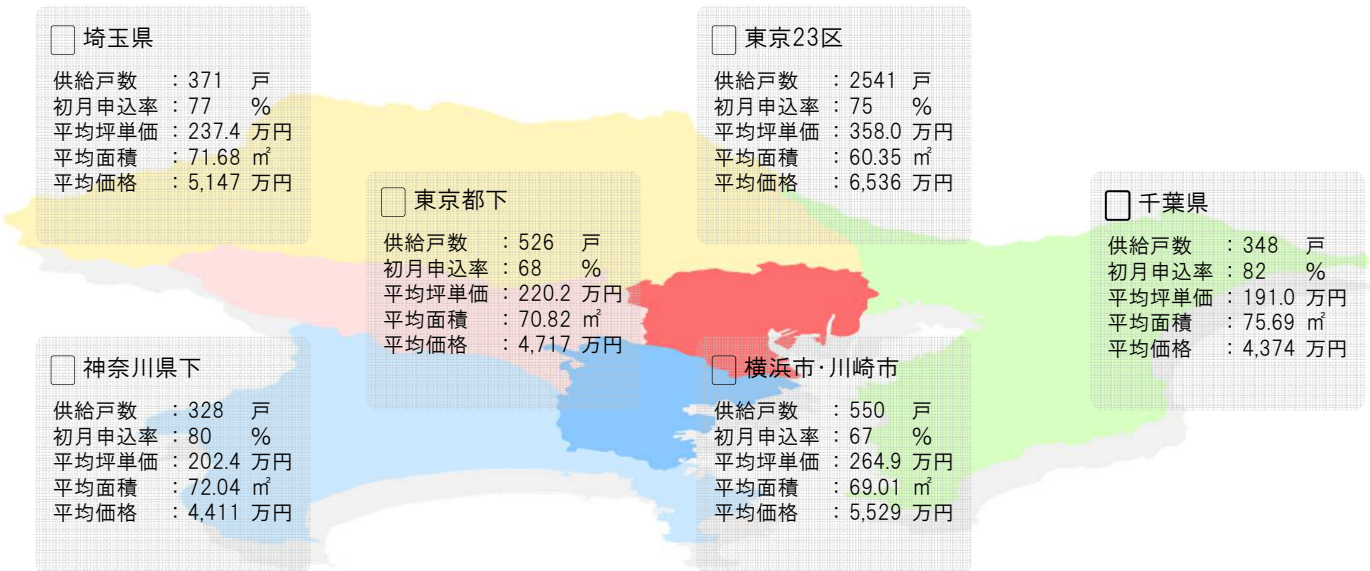 埼玉県
供給戸数 : 371 戸
初月申込率 : 77 %
平均坪単価 : 237.4 万円
平均面積 : 71.68 ㎡
平均価格 : 5,147 万円
東京23区
供給戸数 : 2541 戸
初月申込率 : 75 %
平均坪単価 : 358.0 万円
平均面積 : 60.35 ㎡
平均価格 : 6,536 万円
東京都下
供給戸数 : 526 戸
初月申込率 : 68 %
平均坪単価 : 220.2 万円
平均面積 : 70.82 ㎡
平均価格 : 4,717 万円
千葉県
供給戸数 : 348 戸
初月申込率 : 82 %
平均坪単価 : 191.0 万円
平均面積 : 75.69 ㎡
平均価格 : 4,374 万円
神奈川県下
供給戸数 : 328 戸
初月申込率 : 80 %
平均坪単価 : 202.4 万円
平均面積 : 72.04 ㎡
平均価格 : 4,411 万円
横浜市・川崎市
供給戸数 : 550 戸
初月申込率 : 67 %
平均坪単価 : 264.9 万円
平均面積 : 69.01 ㎡
平均価格 : 5,529 万円